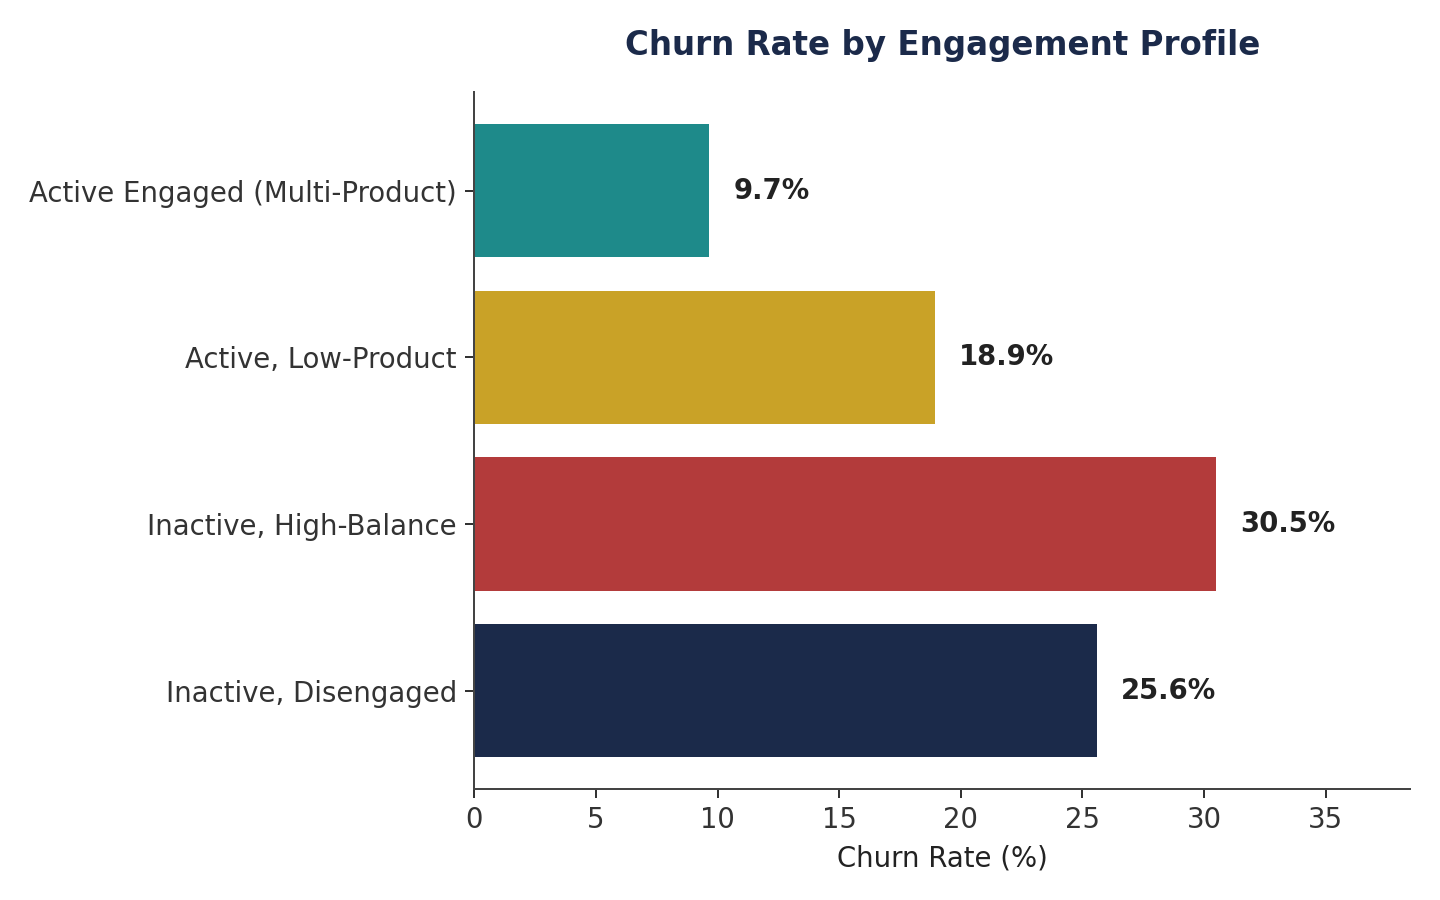 Churn Rate by Engagement Profile
Active Engaged (Multi-Product)
9.7%
Active, Low-Product
18.9%
Inactive, High-Balance
30.5%
Inactive, Disengaged
25.6%
0 5 10 15 20 25 30 35
Churn Rate (%)